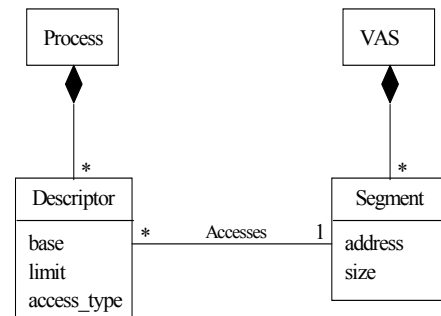 Process
VAS
*
*
Descriptor
Segment
base
limit
access_type
*
Accesses
1
address
size